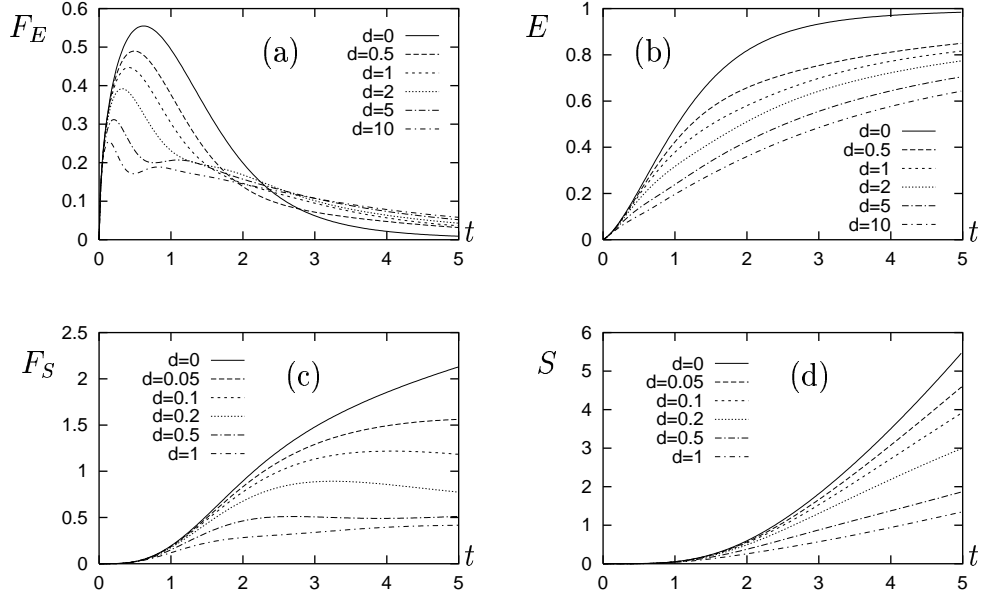 F_E
(a)
0.6
0.5
0.4
0.3
0.2
0.1
0
d=0
d=0.5
d=1
d=2
d=5
d=10
0 1 2 3 4 5
t
E
(b)
1
0.8
0.6
0.4
0.2
0
d=0
d=0.5
d=1
d=2
d=5
d=10
0 1 2 3 4 5
t
F_S
(c)
2.5
2
1.5
1
0.5
0
d=0
d=0.05
d=0.1
d=0.2
d=0.5
d=1
0 1 2 3 4 5
t
S
(d)
6
5
4
3
2
1
0
d=0
d=0.05
d=0.1
d=0.2
d=0.5
d=1
0 1 2 3 4 5
t